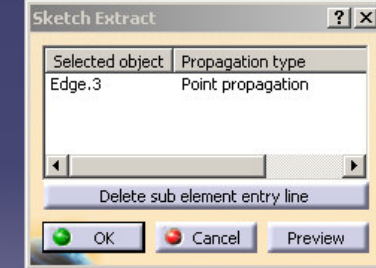 Sketch Extract
Selected object Propagation type
Edge.3 Point propagation
Delete sub element entry line
OK Cancel Preview